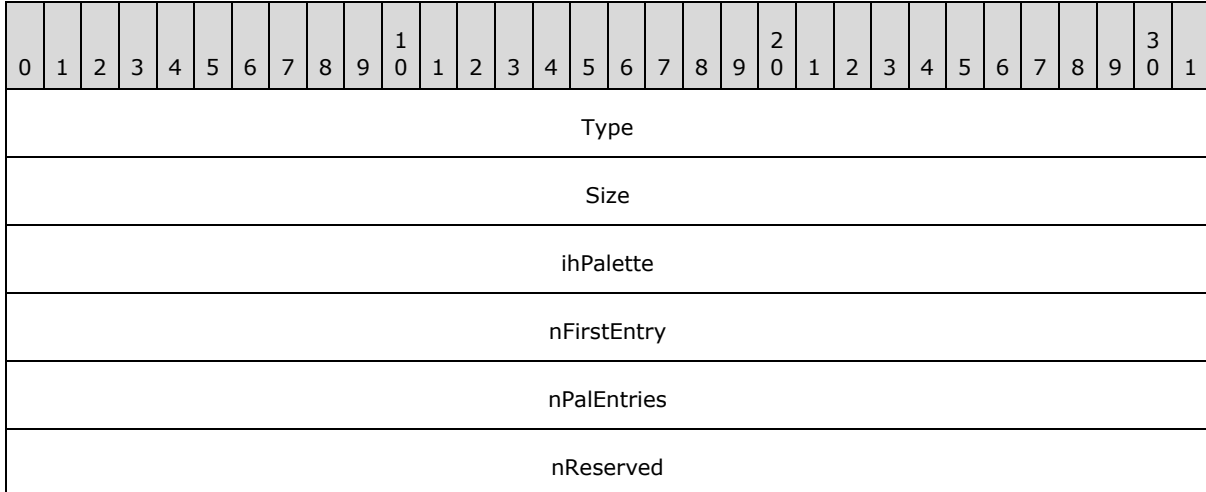 0 1 2 3 4 5 6 7 8 9 1 0 1 2 3 4 5 6 7 8 9 2 0 1 2 3 4 5 6 7 8 9 3 0 1
Type
Size
ihPalette
nFirstEntry
nPalEntries
nReserved